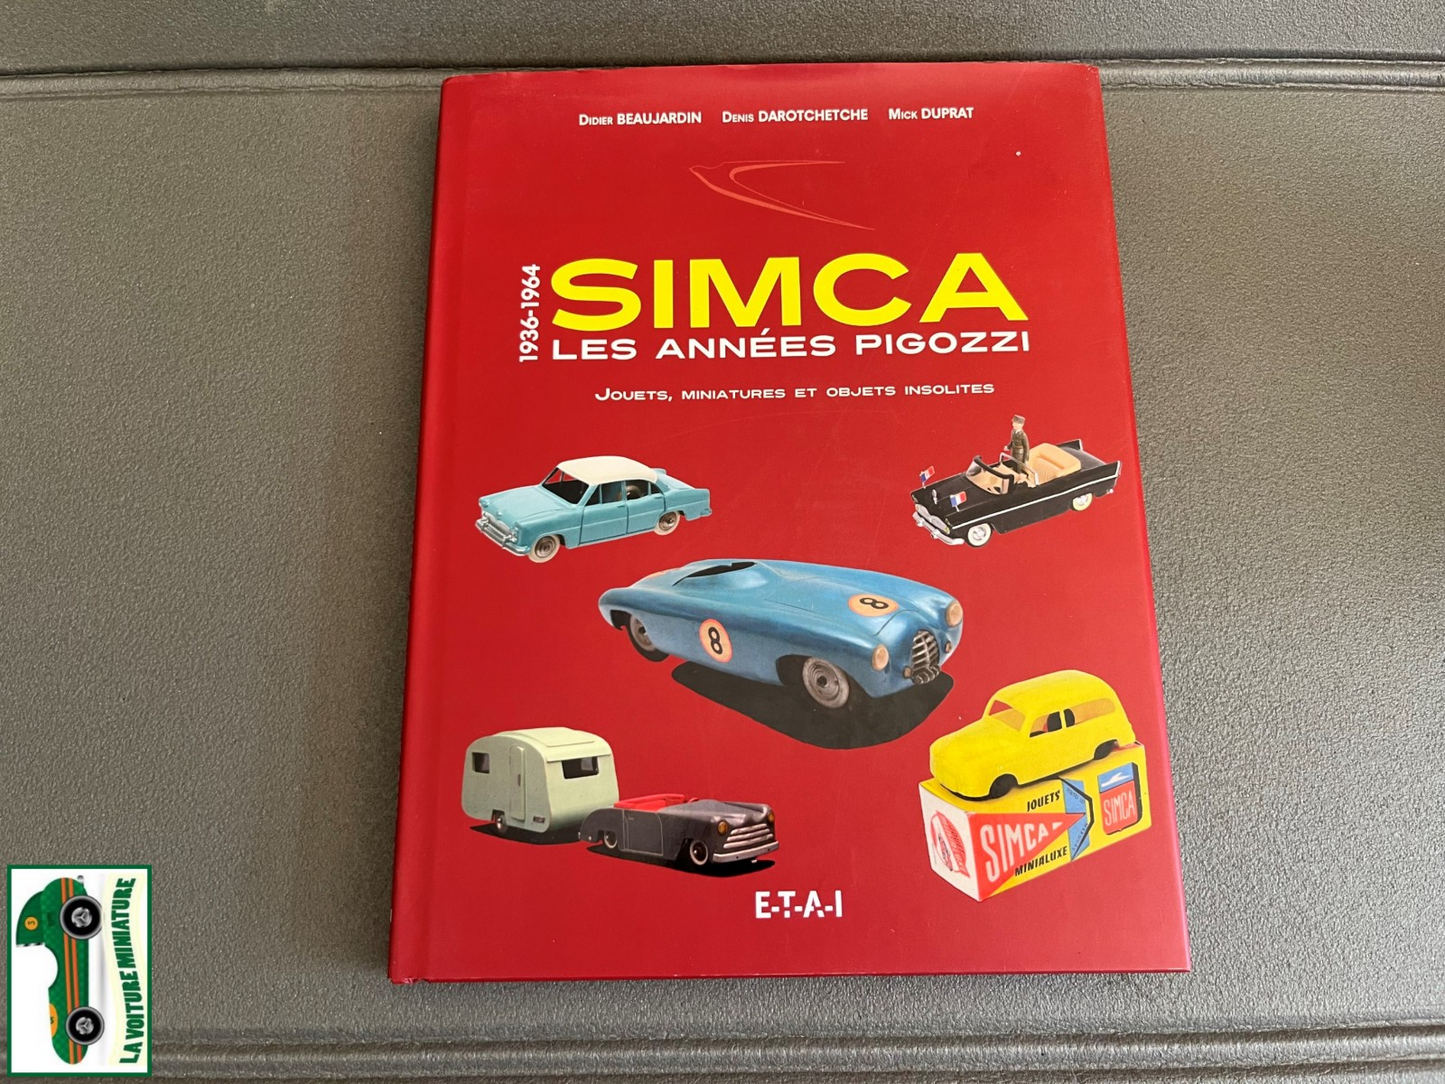 Didier BEAUJARDIN Denis DAROTCHETCHE Mick DUPRAT
1936-1964
SIMCA
LES ANNÉES PIGOZZI
Jouets, miniatures et objets insolites
8
8
JOUETS
SIMCA
MINIALUXE
SIMCA
E-T-A-I
LA VOITURE MINIATURE
3